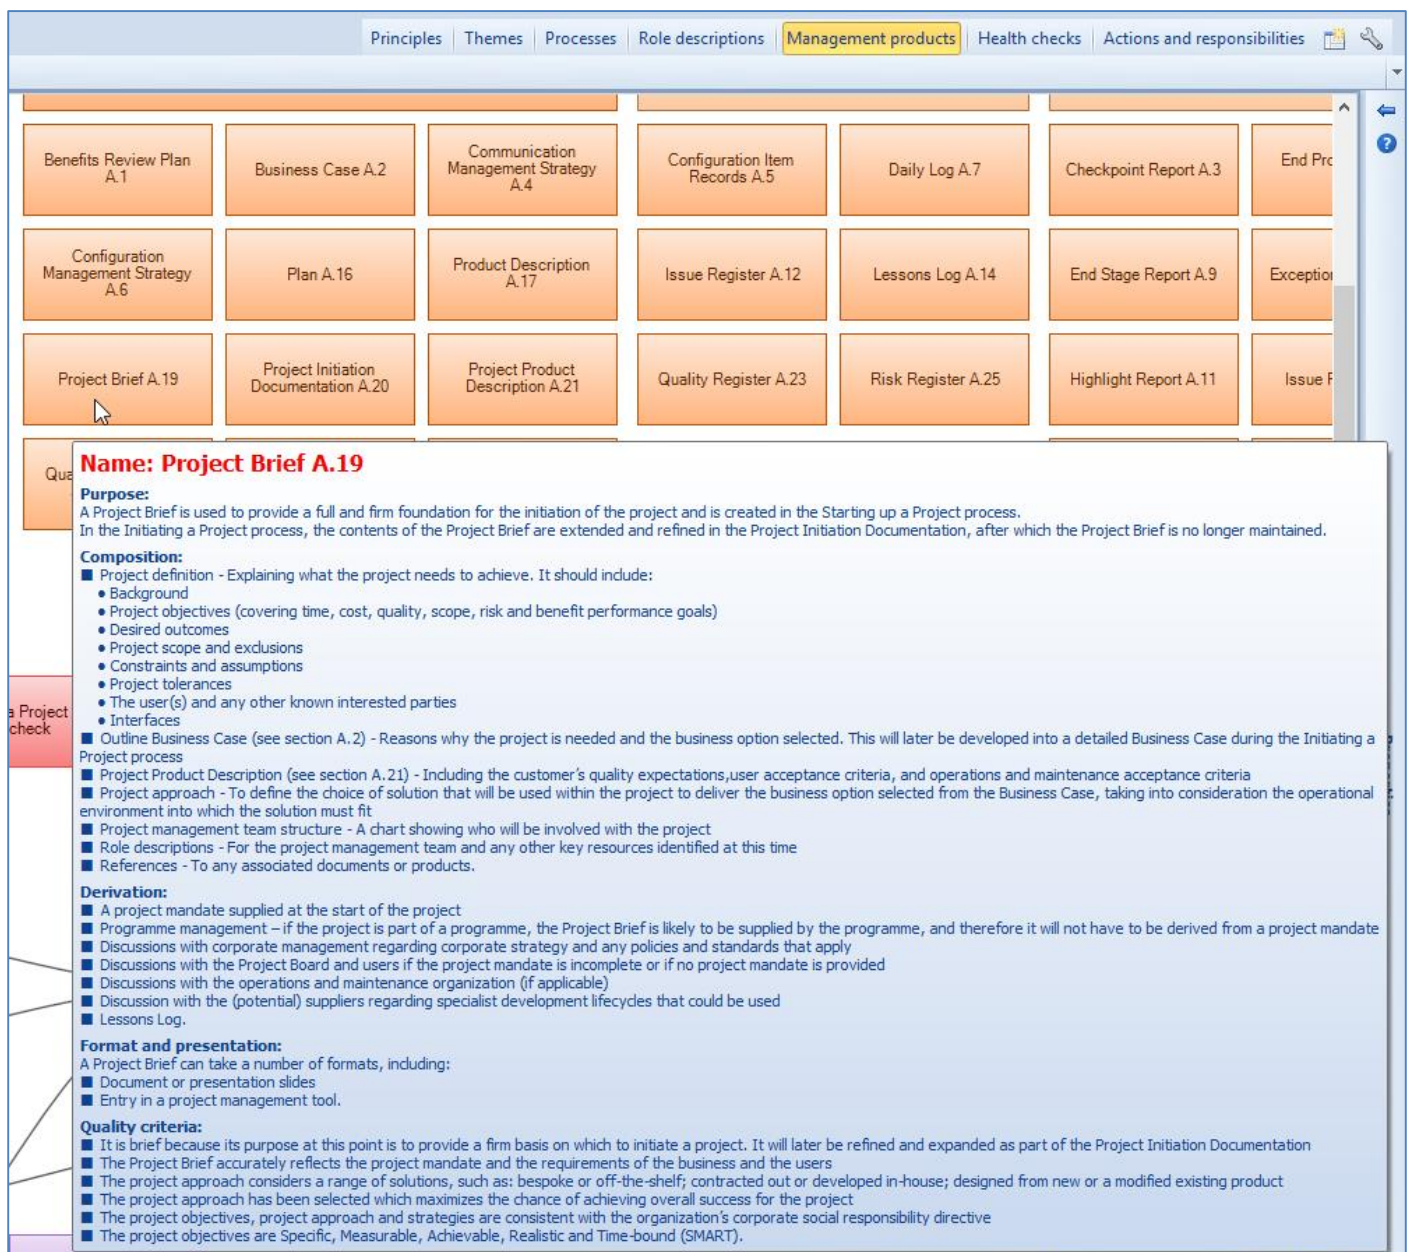 Principles Themes Processes Role descriptions Management products Health checks Actions and responsibilities
Benefits Review Plan
A.1
Business Case A.2
Communication
Management Strategy
A.4
Configuration Item
Records A.5
Daily Log A.7
Checkpoint Report A.3
End Pro
Configuration
Management Strategy
A.6
Plan A.16
Product Description
A.17
Issue Register A.12
Lessons Log A.14
End Stage Report A.9
Exception
Project Brief A.19
Project Initiation
Documentation A.20
Project Product
Description A.21
Quality Register A.23
Risk Register A.25
Highlight Report A.11
Issue R
Qua
a Project
check
Name: Project Brief A.19
Purpose:
A Project Brief is used to provide a full and firm foundation for the initiation of the project and is created in the Starting up a Project process.
In the Initiating a Project process, the contents of the Project Brief are extended and refined in the Project Initiation Documentation, after which the Project Brief is no longer maintained.
Composition:
■ Project definition - Explaining what the project needs to achieve. It should include:
• Background
• Project objectives (covering time, cost, quality, scope, risk and benefit performance goals)
• Desired outcomes
• Project scope and exclusions
• Constraints and assumptions
• Project tolerances
• The user(s) and any other known interested parties
• Interfaces
■ Outline Business Case (see section A.2) - Reasons why the project is needed and the business option selected. This will later be developed into a detailed Business Case during the Initiating a
Project process
■ Project Product Description (see section A.21) - Including the customer's quality expectations,user acceptance criteria, and operations and maintenance acceptance criteria
■ Project approach - To define the choice of solution that will be used within the project to deliver the business option selected from the Business Case, taking into consideration the operational
environment into which the solution must fit
■ Project management team structure - A chart showing who will be involved with the project
■ Role descriptions - For the project management team and any other key resources identified at this time
■ References - To any associated documents or products.
Derivation:
■ A project mandate supplied at the start of the project
■ Programme management – if the project is part of a programme, the Project Brief is likely to be supplied by the programme, and therefore it will not have to be derived from a project mandate
■ Discussions with corporate management regarding corporate strategy and any policies and standards that apply
■ Discussions with the Project Board and users if the project mandate is incomplete or if no project mandate is provided
■ Discussions with the operations and maintenance organization (if applicable)
■ Discussion with the (potential) suppliers regarding specialist development lifecycles that could be used
■ Lessons Log.
Format and presentation:
A Project Brief can take a number of formats, including:
■ Document or presentation slides
■ Entry in a project management tool.
Quality criteria:
■ It is brief because its purpose at this point is to provide a firm basis on which to initiate a project. It will later be refined and expanded as part of the Project Initiation Documentation
■ The Project Brief accurately reflects the project mandate and the requirements of the business and the users
■ The project approach considers a range of solutions, such as: bespoke or off-the-shelf; contracted out or developed in-house; designed from new or a modified existing product
■ The project approach has been selected which maximizes the chance of achieving overall success for the project
■ The project objectives, project approach and strategies are consistent with the organization's corporate social responsibility directive
■ The project objectives are Specific, Measurable, Achievable, Realistic and Time-bound (SMART).